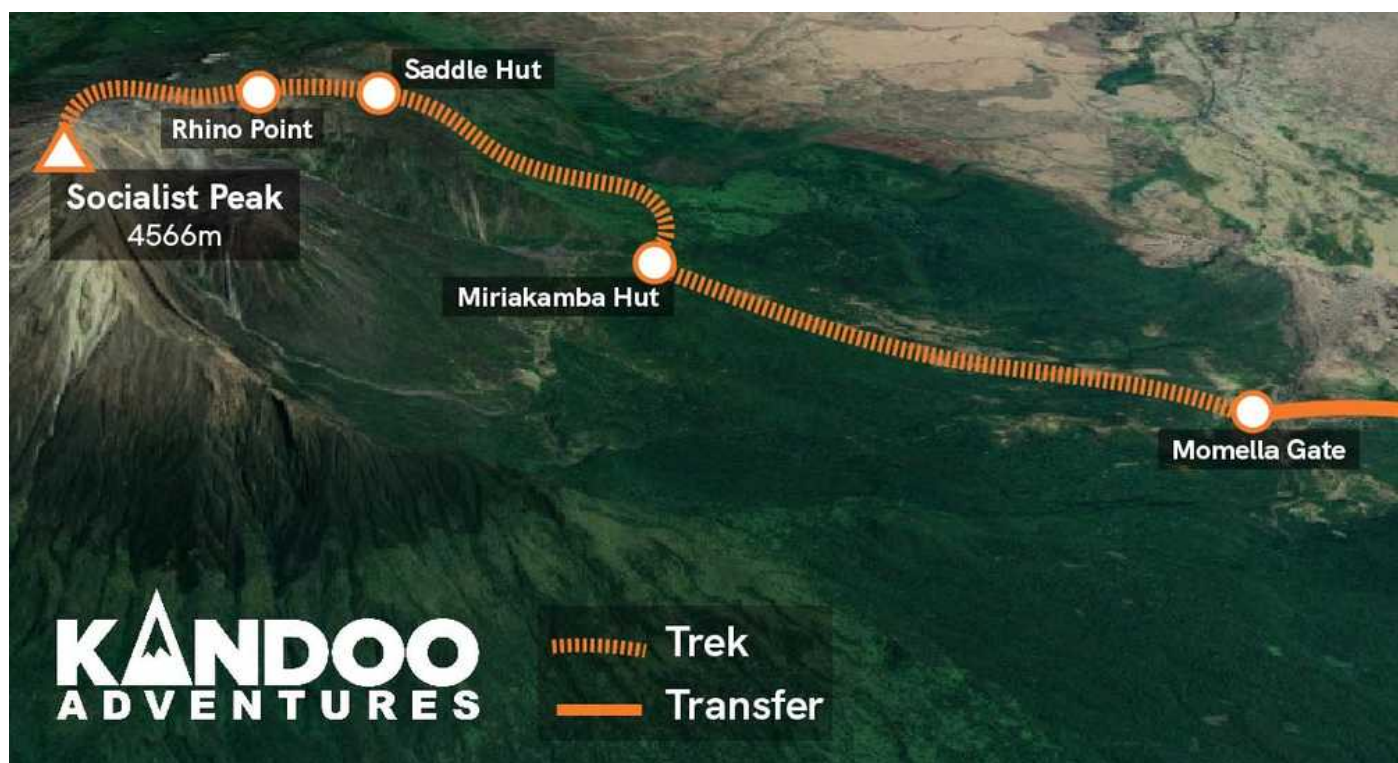 Saddle Hut
Rhino Point
Socialist Peak
4566m
Miriakamba Hut
Momella Gate
KANDOO
ADVENTURES
Trek
Transfer